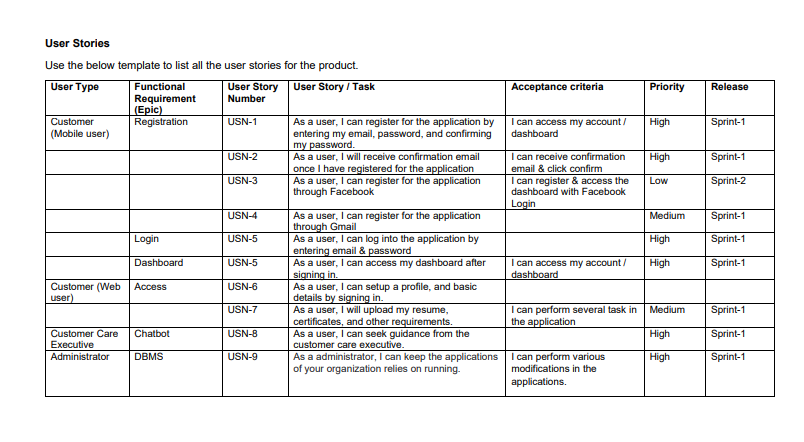 User Stories
Use the below template to list all the user stories for the product.
User Type Functional Requirement (Epic) User Story Number User Story / Task Acceptance criteria Priority Release
Customer (Mobile user) Registration USN-1 As a user, I can register for the application by entering my email, password, and confirming my password. I can access my account / dashboard High Sprint-1
USN-2 As a user, I will receive confirmation email once I have registered for the application I can receive confirmation email & click confirm High Sprint-1
USN-3 As a user, I can register for the application through Facebook I can register & access the dashboard with Facebook Login Low Sprint-2
USN-4 As a user, I can register for the application through Gmail Medium Sprint-1
Login USN-5 As a user, I can log into the application by entering email & password High Sprint-1
Dashboard USN-5 As a user, I can access my dashboard after signing in. I can access my account / dashboard High Sprint-1
Customer (Web user) Access USN-6 As a user, I can setup a profile, and basic details by signing in.
USN-7 As a user, I will upload my resume, certificates, and other requirements. I can perform several task in the application Medium Sprint-1
Customer Care Executive Chatbot USN-8 As a user, I can seek guidance from the customer care executive. High Sprint-1
Administrator DBMS USN-9 As a administrator, I can keep the applications of your organization relies on running. I can perform various modifications in the applications. High Sprint-1